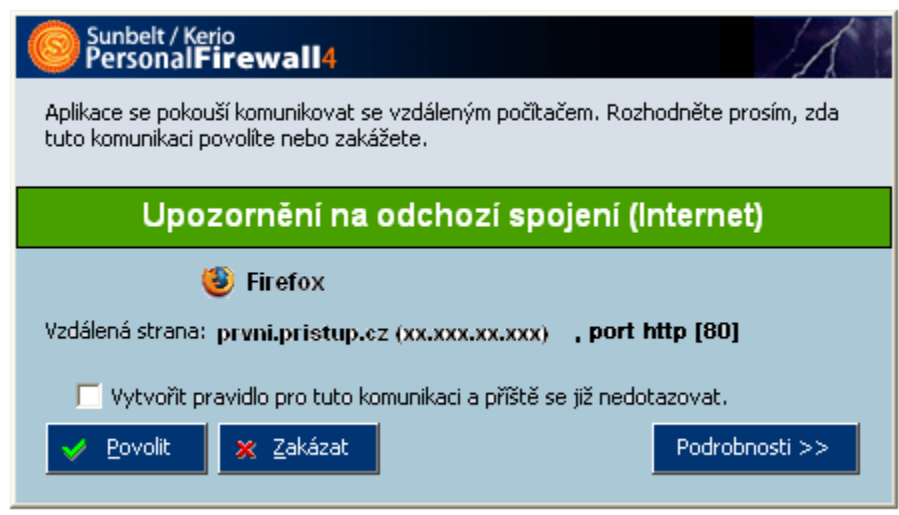 Sunbelt / Kerio
PersonalFirewall4
Aplikace se pokouší komunikovat se vzdáleným počítačem. Rozhodněte prosím, zda
tuto komunikaci povolíte nebo zakážete.
Upozornění na odchozí spojení (Internet)
Firefox
Vzdálená strana: prvni.pristup.cz (xx.xxx.xx.xxx) , port http [80]
Vytvořit pravidlo pro tuto komunikaci a příště se již nedotazovat.
Povolit Zakázat Podrobnosti >>